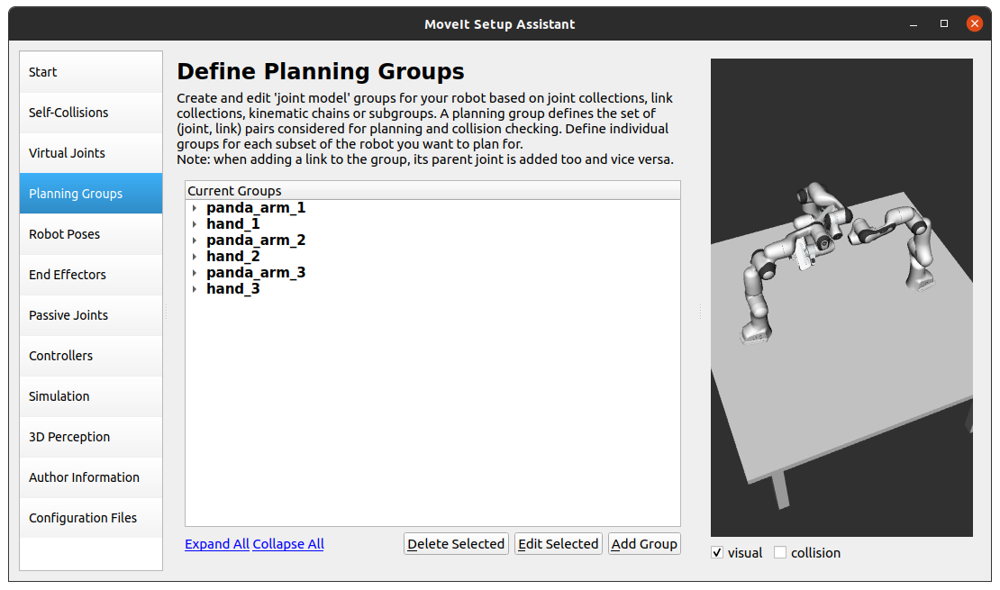 MoveIt Setup Assistant
Start
Self-Collisions
Virtual Joints
Planning Groups
Robot Poses
End Effectors
Passive Joints
Controllers
Simulation
3D Perception
Author Information
Configuration Files
Define Planning Groups
Create and edit 'joint model' groups for your robot based on joint collections, link
collections, kinematic chains or subgroups. A planning group defines the set of
(joint, link) pairs considered for planning and collision checking. Define individual
groups for each subset of the robot you want to plan for.
Note: when adding a link to the group, its parent joint is added too and vice versa.
Current Groups
panda_arm_1
hand_1
panda_arm_2
hand_2
panda_arm_3
hand_3
Expand All Collapse All
Delete Selected
Edit Selected
Add Group
visual
collision